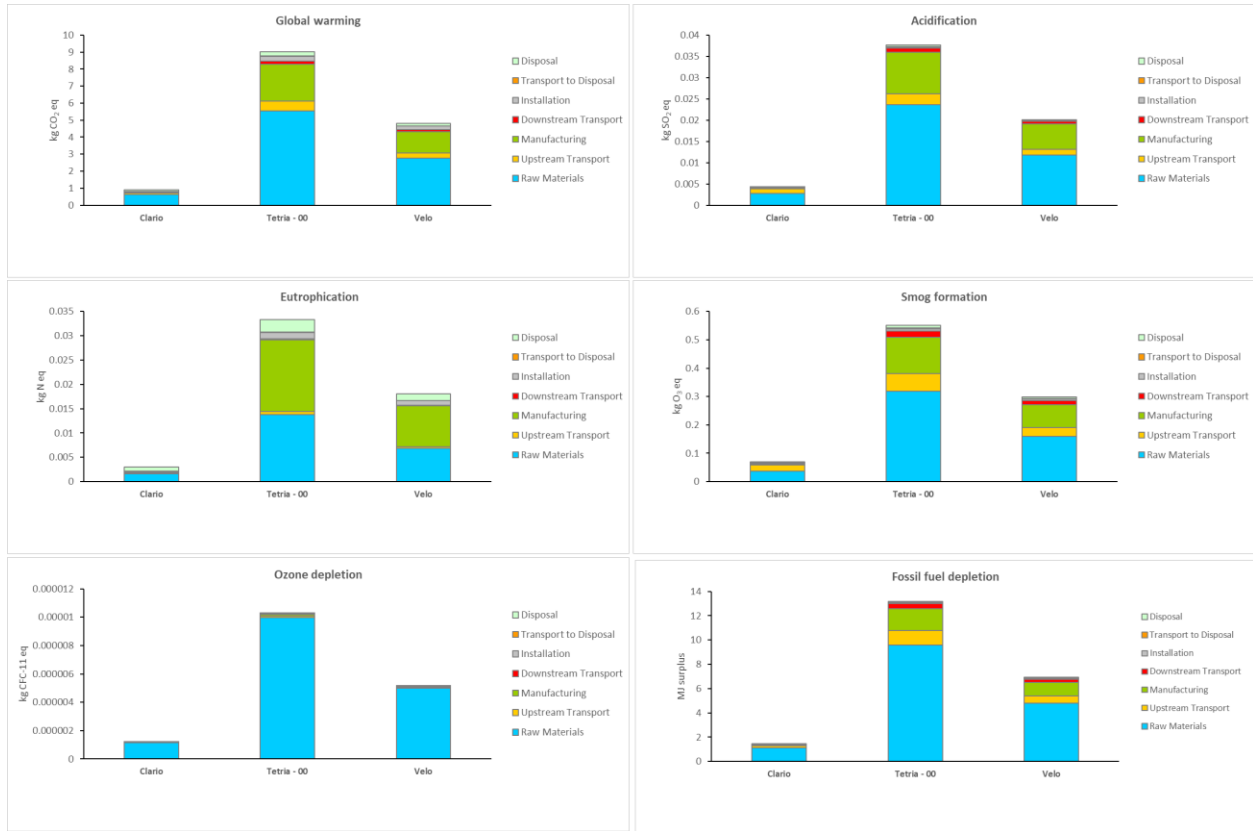 Global warming
10
9
8
7
6
5
4
3
2
1
0
kg CO₂ eq
Clario
Tetria - 00
Velo
Disposal
Transport to Disposal
Installation
Downstream Transport
Manufacturing
Upstream Transport
Raw Materials
Acidification
0.04
0.035
0.03
0.025
0.02
0.015
0.01
0.005
0
kg SO₂ eq
Clario
Tetria - 00
Velo
Disposal
Transport to Disposal
Installation
Downstream Transport
Manufacturing
Upstream Transport
Raw Materials
Eutrophication
0.035
0.03
0.025
0.02
0.015
0.01
0.005
0
kg N eq
Clario
Tetria - 00
Velo
Disposal
Transport to Disposal
Installation
Downstream Transport
Manufacturing
Upstream Transport
Raw Materials
Smog formation
0.6
0.5
0.4
0.3
0.2
0.1
0
kg O₃ eq
Clario
Tetria - 00
Velo
Disposal
Transport to Disposal
Installation
Downstream Transport
Manufacturing
Upstream Transport
Raw Materials
Ozone depletion
0.000012
0.00001
0.000008
0.000006
0.000004
0.000002
0
kg CFC-11 eq
Clario
Tetria - 00
Velo
Disposal
Transport to Disposal
Installation
Downstream Transport
Manufacturing
Upstream Transport
Raw Materials
Fossil fuel depletion
14
12
10
8
6
4
2
0
MJ surplus
Clario
Tetria - 00
Velo
Disposal
Transport to Disposal
Installation
Downstream Transport
Manufacturing
Upstream Transport
Raw Materials